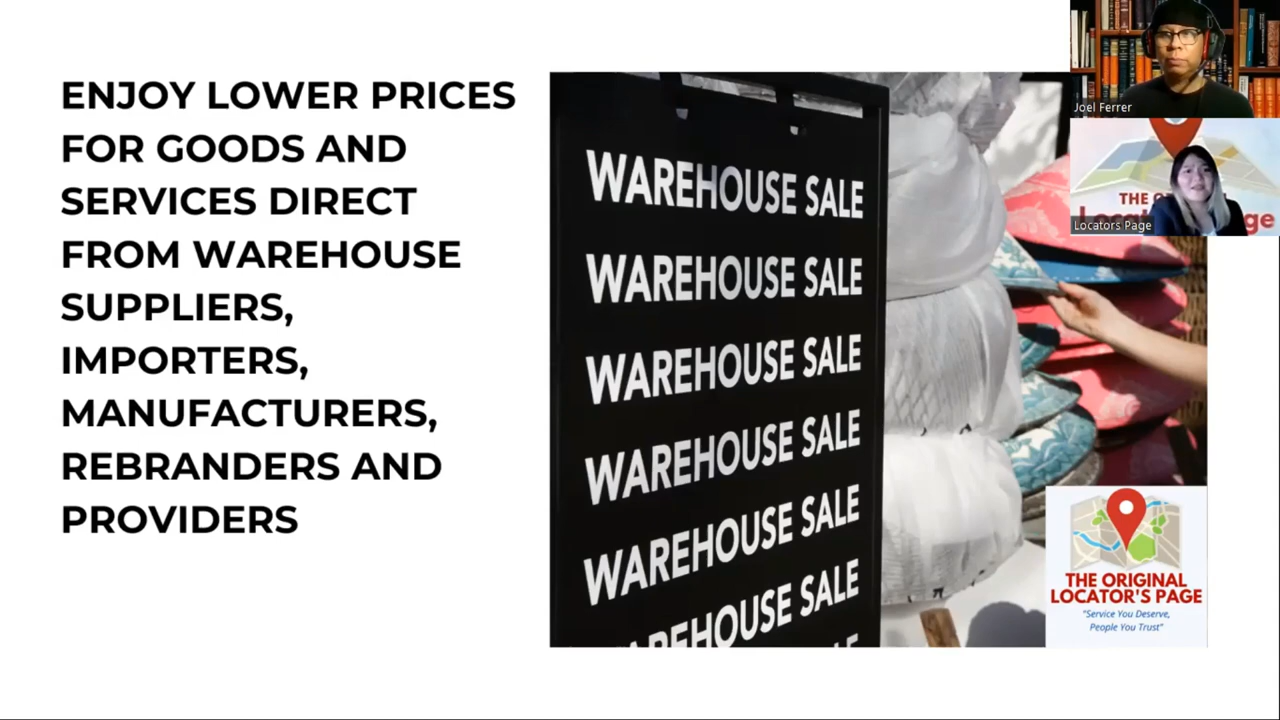 ENJOY LOWER PRICES
FOR GOODS AND
SERVICES DIRECT
FROM WAREHOUSE
SUPPLIERS,
IMPORTERS,
MANUFACTURERS,
REBRANDERS AND
PROVIDERS
WAREHOUSE SALE
WAREHOUSE SALE
WAREHOUSE SALE
WAREHOUSE SALE
WAREHOUSE SALE
WAREHOUSE SALE
Joel Ferrer
THE
Locators Page
THE ORIGINAL
LOCATOR'S PAGE
"Service You Deserve,
People You Trust"